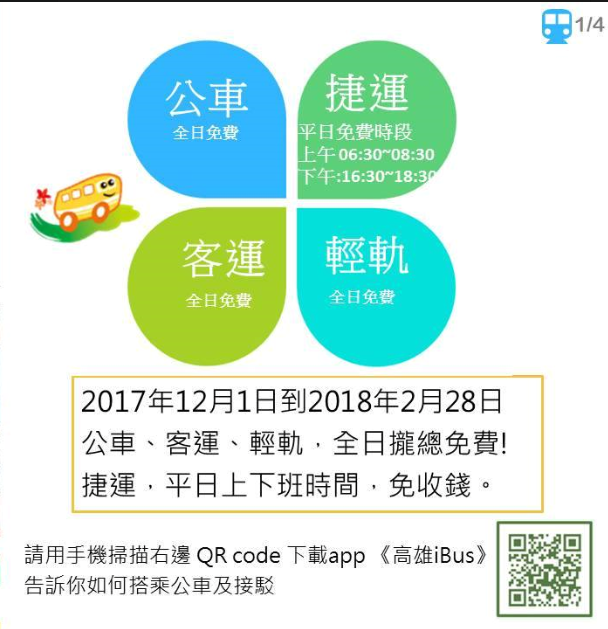 1/4
公車
全日免費
捷運
平日免費時段
上午06:30~08:30
下午:16:30~18:30
客運
全日免費
輕軌
全日免費
2017年12月1日到2018年2月28日
公車、客運、輕軌，全日攏總免費!
捷運，平日上下班時間，免收錢。
請用手機掃描右邊 QR code 下載app 《高雄iBus》
告訴你如何搭乘公車及接駁